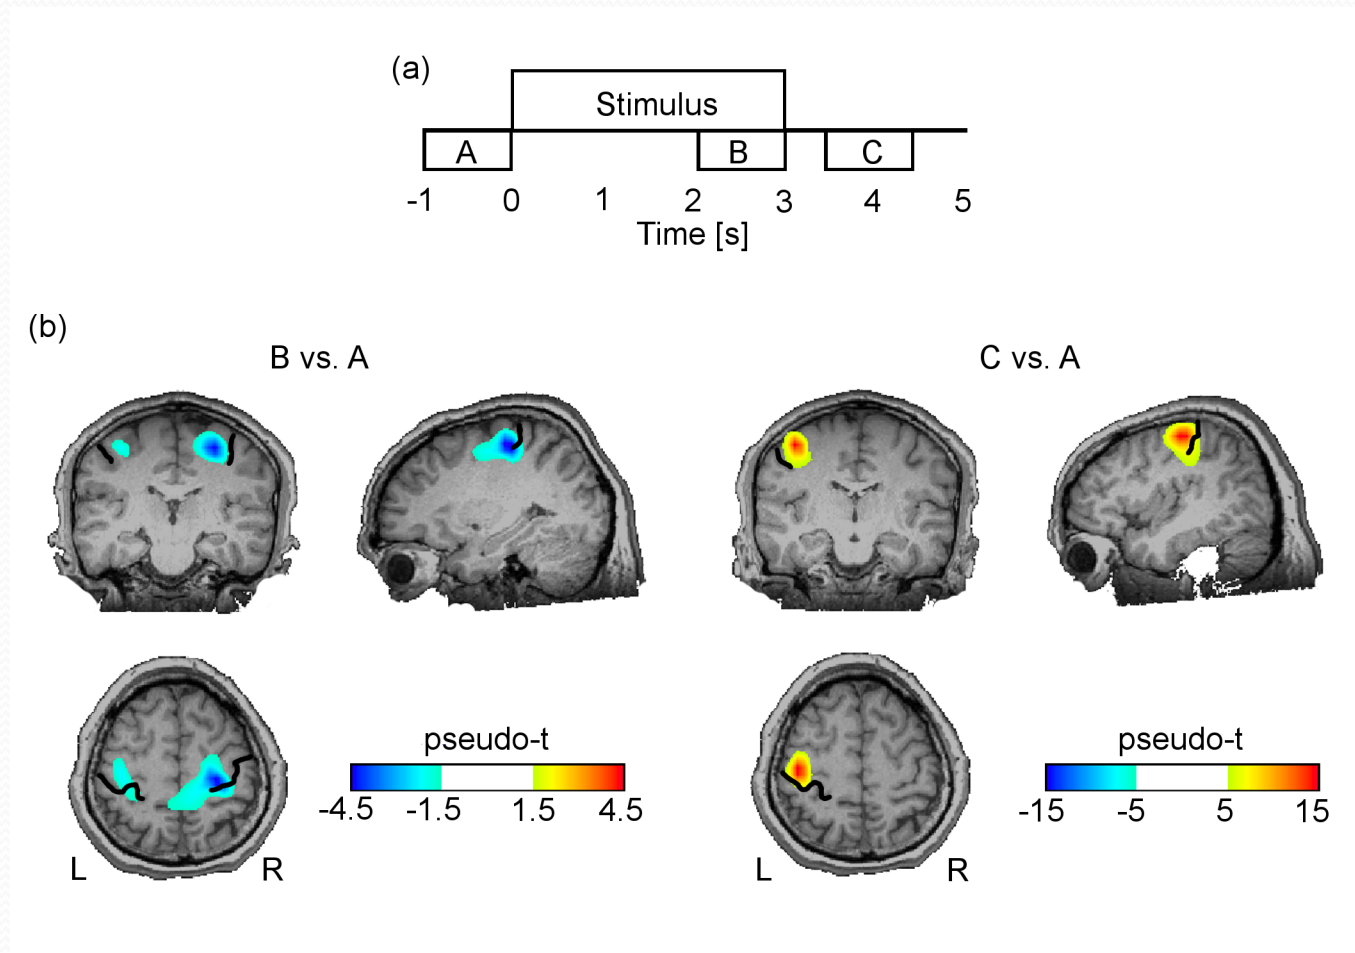 (a)
Stimulus
A B C
-1 0 1 2 3 4 5
Time [s]
(b)
B vs. A
C vs. A
pseudo-t
-4.5 -1.5 1.5 4.5
L R
pseudo-t
-15 -5 5 15
L R